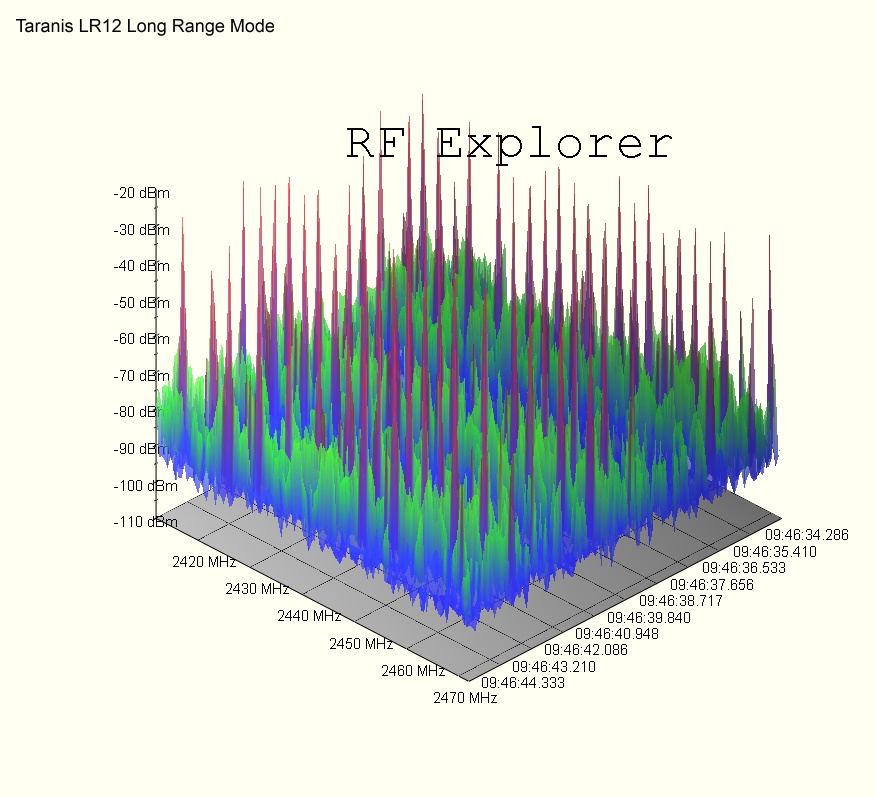 Taranis LR12 Long Range Mode
RF Explorer
-20 dBm
-30 dBm
-40 dBm
-50 dBm
-60 dBm
-70 dBm
-80 dBm
-90 dBm
-100 dBm
-110 dBm
2420 MHz
2430 MHz
2440 MHz
2450 MHz
2460 MHz
2470 MHz
09:46:34.286
09:46:35.410
09:46:36.533
09:46:37.656
09:46:38.717
09:46:39.840
09:46:40.948
09:46:42.086
09:46:43.210
09:46:44.333